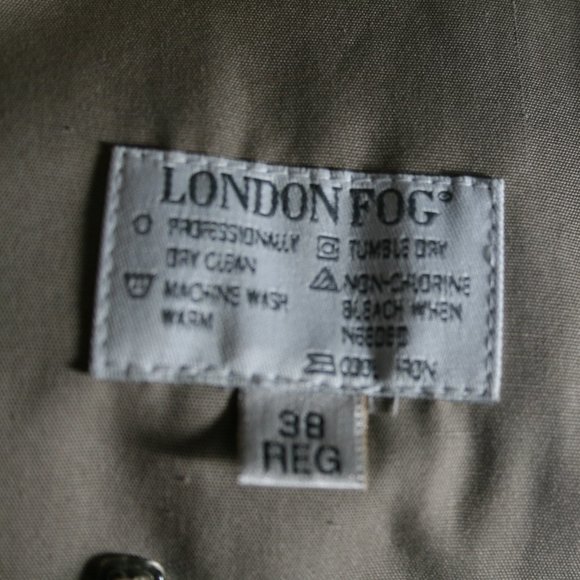 LONDON FOG®
PROFESSIONALLY
DRY CLEAN
MACHINE WASH
WARM
TUMBLE DRY
NON-CHLORINE
BLEACH WHEN
NEEDED
COOL IRON
38
REG